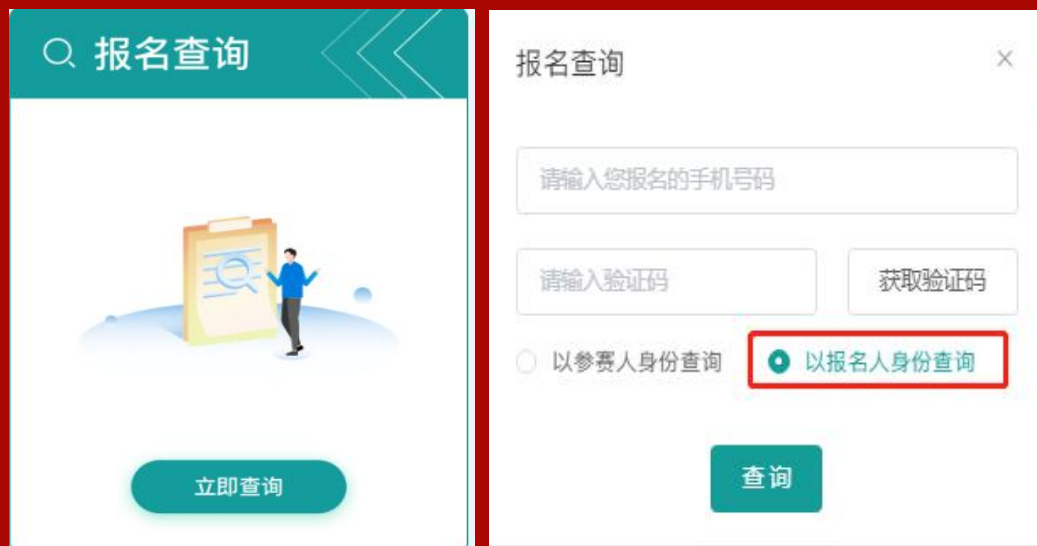 报名查询
立即查询
报名查询
请输入您报名的手机号码
请输入验证码
获取验证码
以参赛人身份查询
以报名人身份查询
查询